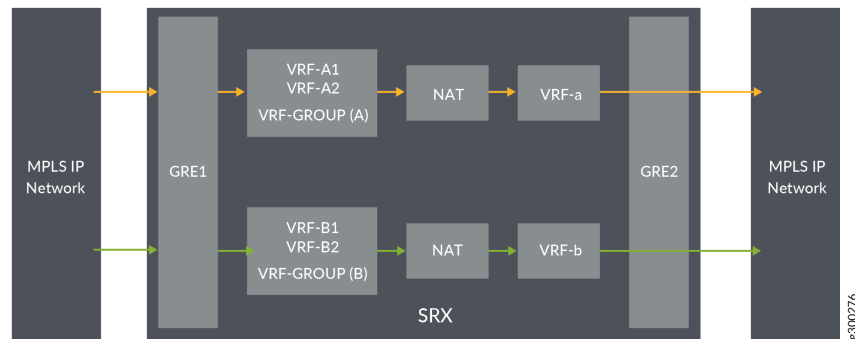 MPLS IP
Network
GRE1
VRF-A1
VRF-A2
VRF-GROUP (A)
NAT
VRF-a
VRF-B1
VRF-B2
VRF-GROUP (B)
NAT
VRF-b
GRE2
SRX
MPLS IP
Network
g300276